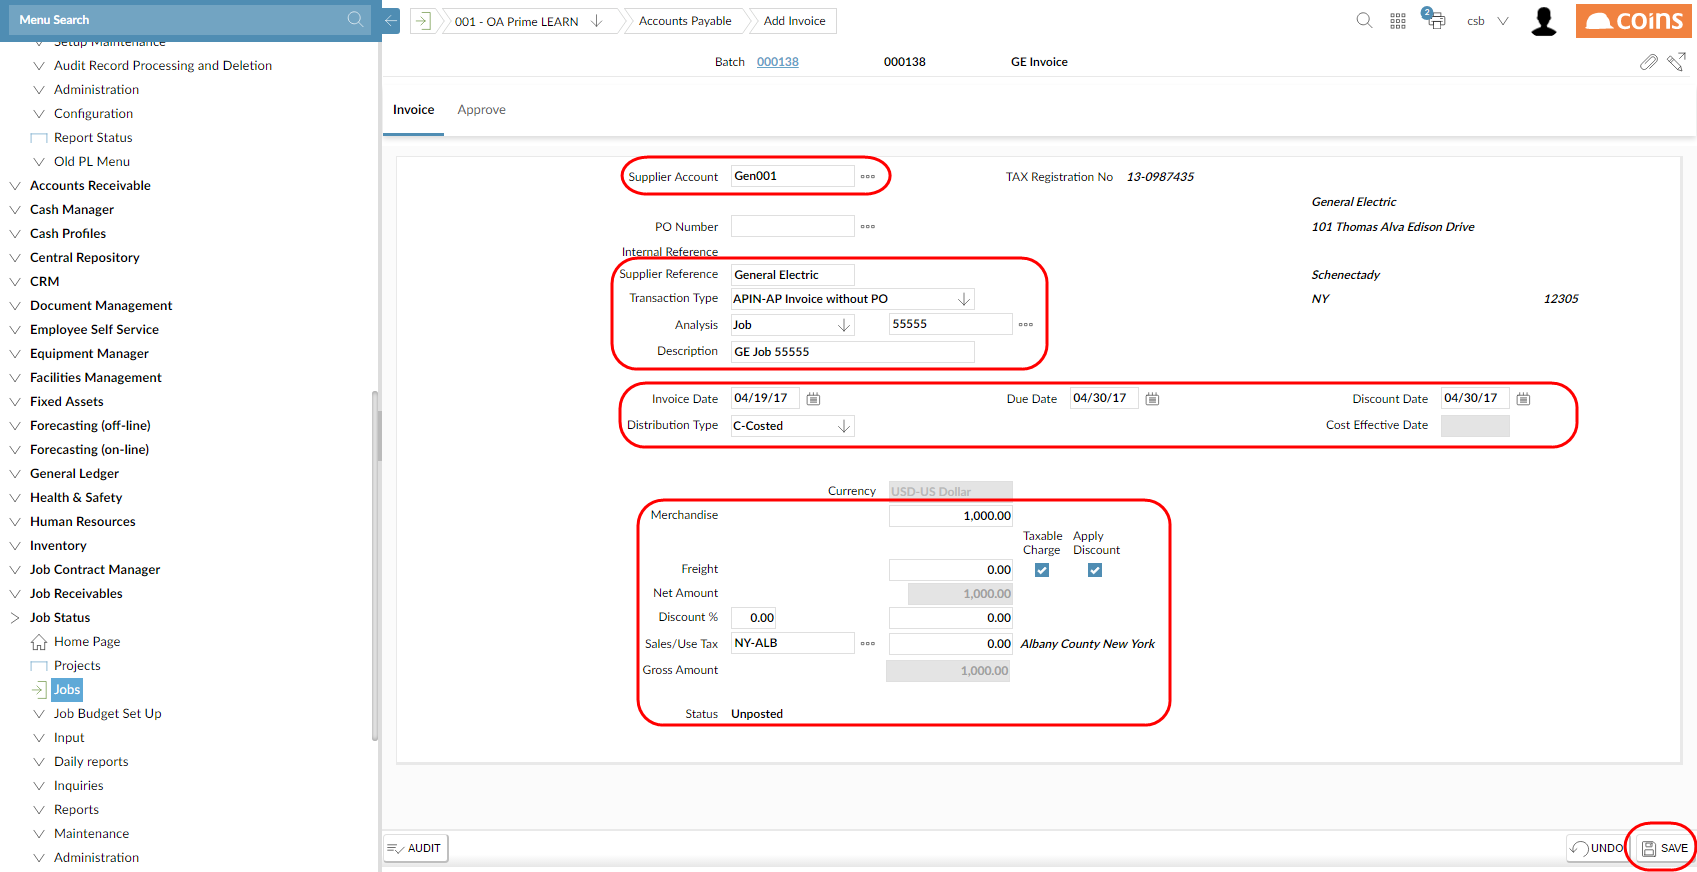 Menu Search
001 - OA Prime LEARN
Accounts Payable
Add Invoice
2
csb
coins
Batch 000138 000138 GE Invoice
Setup Maintenance
Audit Record Processing and Deletion
Administration
Configuration
Report Status
Old PL Menu
Accounts Receivable
Cash Manager
Cash Profiles
Central Repository
CRM
Document Management
Employee Self Service
Equipment Manager
Facilities Management
Fixed Assets
Forecasting (off-line)
Forecasting (on-line)
General Ledger
Health & Safety
Human Resources
Inventory
Job Contract Manager
Job Receivables
Job Status
Home Page
Projects
Jobs
Job Budget Set Up
Input
Daily reports
Inquiries
Reports
Maintenance
Administration
Invoice Approve
Supplier Account Gen001 TAX Registration No 13-0987435
General Electric
PO Number 101 Thomas Alva Edison Drive
Internal Reference
Supplier Reference General Electric Schenectady
Transaction Type APIN-AP Invoice without PO NY 12305
Analysis Job 55555
Description GE Job 55555
Invoice Date 04/19/17 Due Date 04/30/17 Discount Date 04/30/17
Distribution Type C-Costed Cost Effective Date
Currency USD-US Dollar
Merchandise 1,000.00
Taxable Apply
Charge Discount
Freight 0.00
Net Amount 1,000.00
Discount % 0.00 0.00
Sales/Use Tax NY-ALB 0.00 Albany County New York
Gross Amount 1,000.00
Status Unposted
AUDIT UNDO SAVE